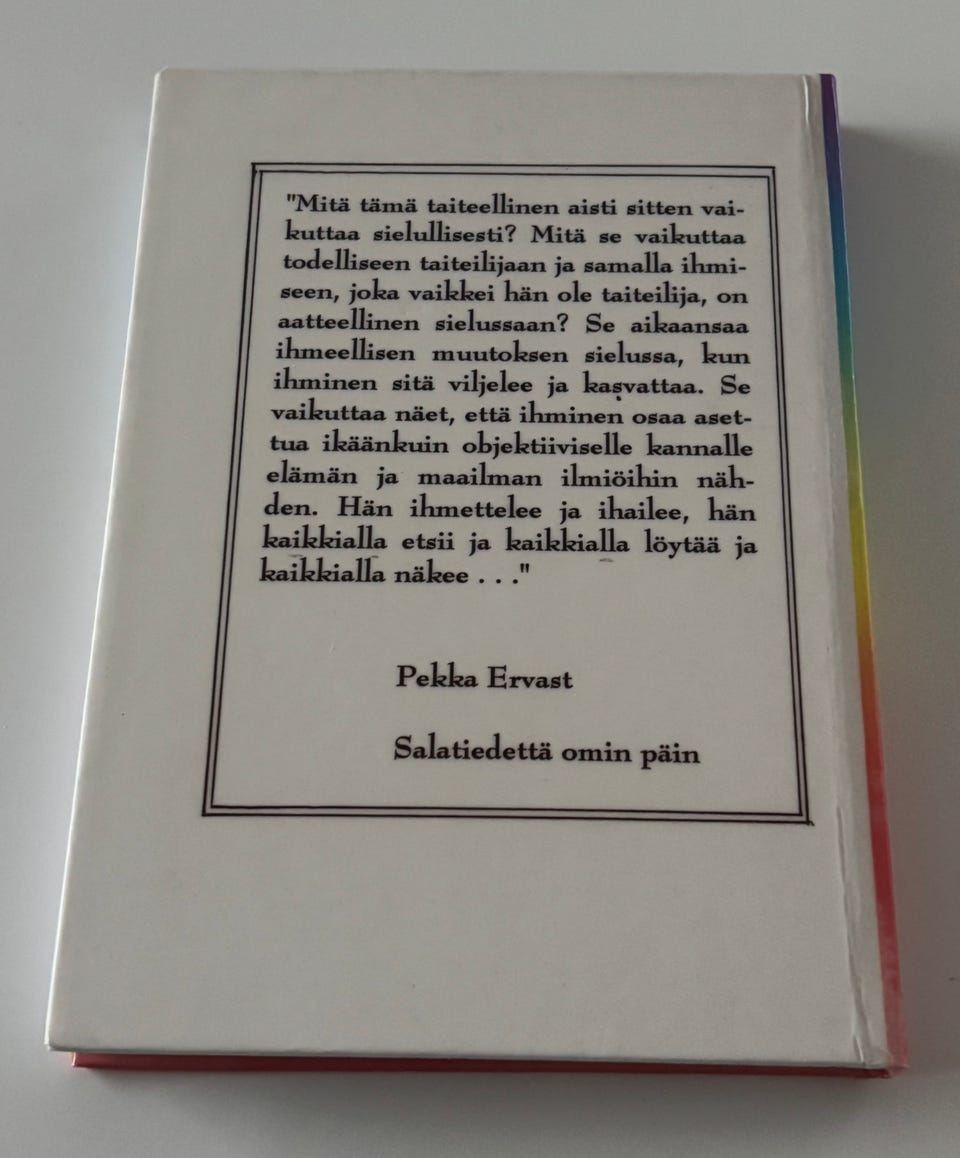 "Mitä tämä taiteellinen aisti sitten vai-
kuttaa sielullisesti? Mitä se vaikuttaa
todelliseen taiteilijaan ja samalla ihmi-
seen, joka vaikkei hän ole taiteilija, on
aatteellinen sielussaan? Se aikaansaa
ihmeellisen muutoksen sielussa, kun
ihminen sitä viljelee ja kasvattaa. Se
vaikuttaa näet, että ihminen osaa aset-
tua ikäänkuin objektiiviselle kannalle
elämän ja maailman ilmiöihin näh-
den. Hän ihmettelee ja ihailee, hän
kaikkialla etsii ja kaikkialla löytää ja
kaikkialla näkee . . ."
Pekka Ervast
Salatiedettä omin päin